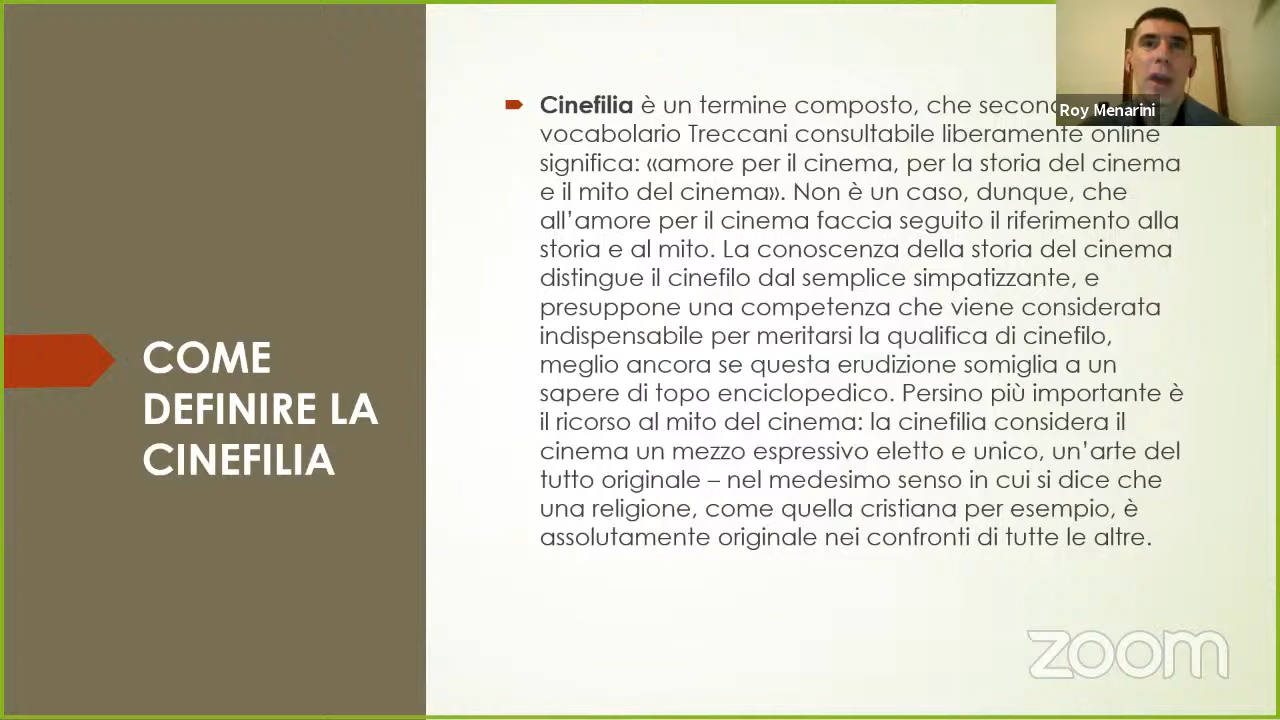 COME
DEFINIRE LA
CINEFILIA
Cinefilia è un termine composto, che
vocabolario Treccani consultabile liberamente online
significa: «amore per il cinema, per la storia del cinema
e il mito del cinema». Non è un caso, dunque, che
all’amore per il cinema faccia seguito il riferimento alla
storia e al mito. La conoscenza della storia del cinema
distingue il cinefilo dal semplice simpatizzante, e
presuppone una competenza che viene considerata
indispensabile per meritarsi la qualifica di cinefilo,
meglio ancora se questa erudizione somiglia a un
sapere di topo enciclopedico. Persino più importante è
il ricorso al mito del cinema: la cinefilia considera il
cinema un mezzo espressivo eletto e unico, un’arte del
tutto originale – nel medesimo senso in cui si dice che
una religione, come quella cristiana per esempio, è
assolutamente originale nei confronti di tutte le altre.
Roy Menarini
zoom